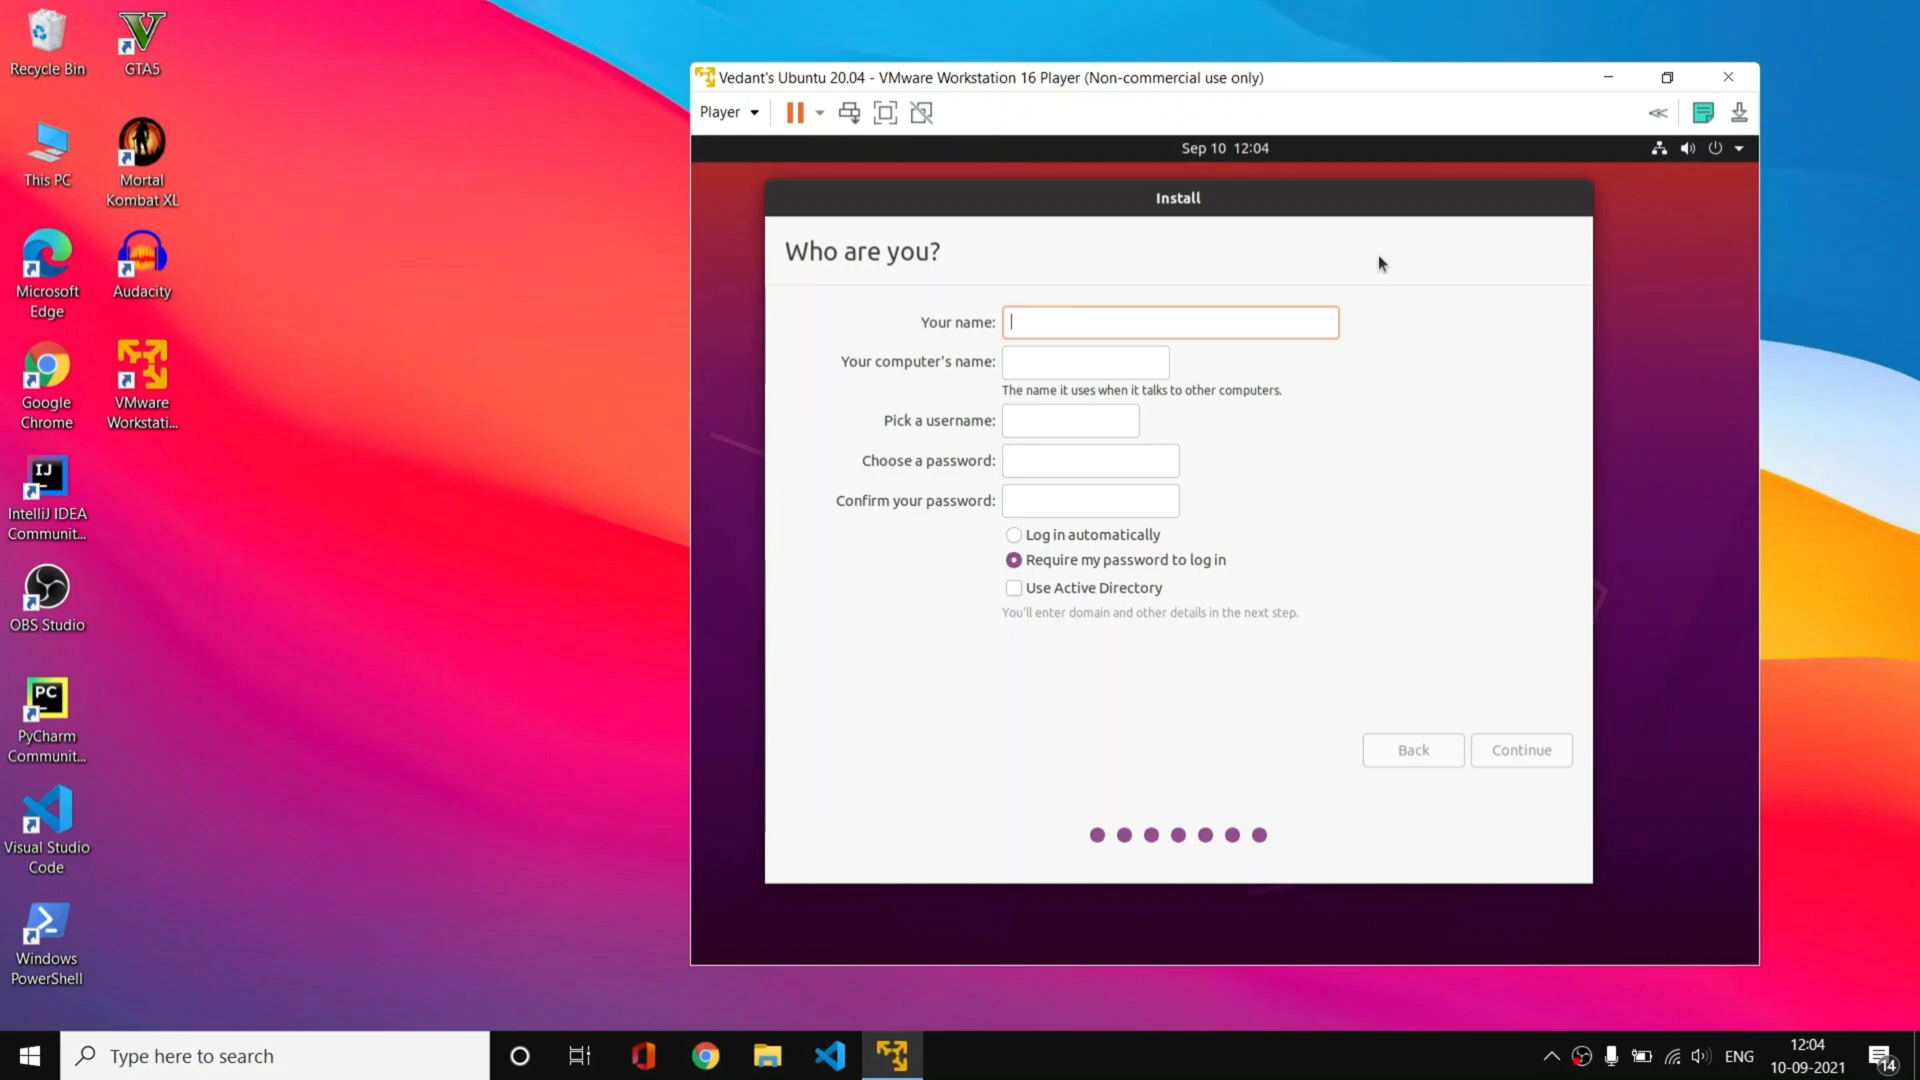 Recycle Bin
GTA5
This PC
Mortal
Kombat XL
Microsoft
Edge
Audacity
Google
Chrome
VMware
Workstati...
IJ
IntelliJ IDEA
Communit...
OBS Studio
PC
PyCharm
Communit...
Visual Studio
Code
Windows
PowerShell
Vedant's Ubuntu 20.04 - VMware Workstation 16 Player (Non-commercial use only)
Player
Sep 10 12:04
Install
Who are you?
Your name:
Your computer's name:
The name it uses when it talks to other computers.
Pick a username:
Choose a password:
Confirm your password:
Log in automatically
Require my password to log in
Use Active Directory
You'll enter domain and other details in the next step.
Back
Continue
Type here to search
ENG
12:04
10-09-2021
14